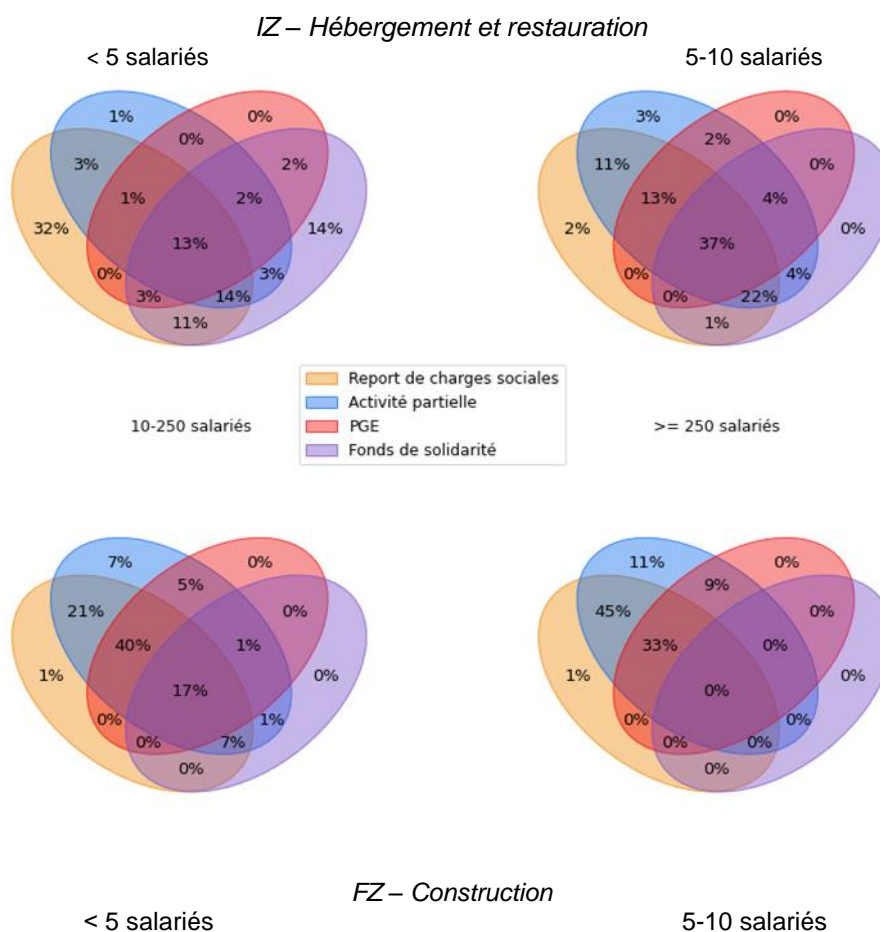 IZ – Hébergement et restauration
< 5 salariés 5-10 salariés
1% 0% 3% 0%
0% 2%
3% 2% 11% 0%
1% 2% 13% 4%
32% 14% 2% 0%
13% 37%
0% 3% 0% 4%
3% 14% 0% 22%
11% 1%
Report de charges sociales
Activité partielle
PGE
Fonds de solidarité
10-250 salariés >= 250 salariés
7% 0% 11% 0%
5% 9%
21% 0% 45% 0%
40% 1% 33% 0%
1% 0% 1% 0%
17% 0%
0% 1% 0% 0%
0% 7% 0% 0%
0% 0%
FZ – Construction
< 5 salariés 5-10 salariés